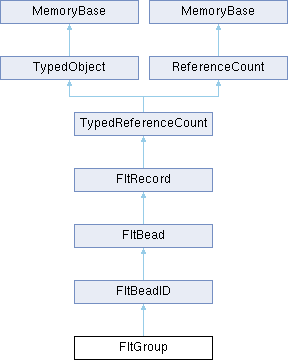 MemoryBase MemoryBase
TypedObject ReferenceCount
TypedReferenceCount
FltRecord
FltBead
FltBeadID
FltGroup